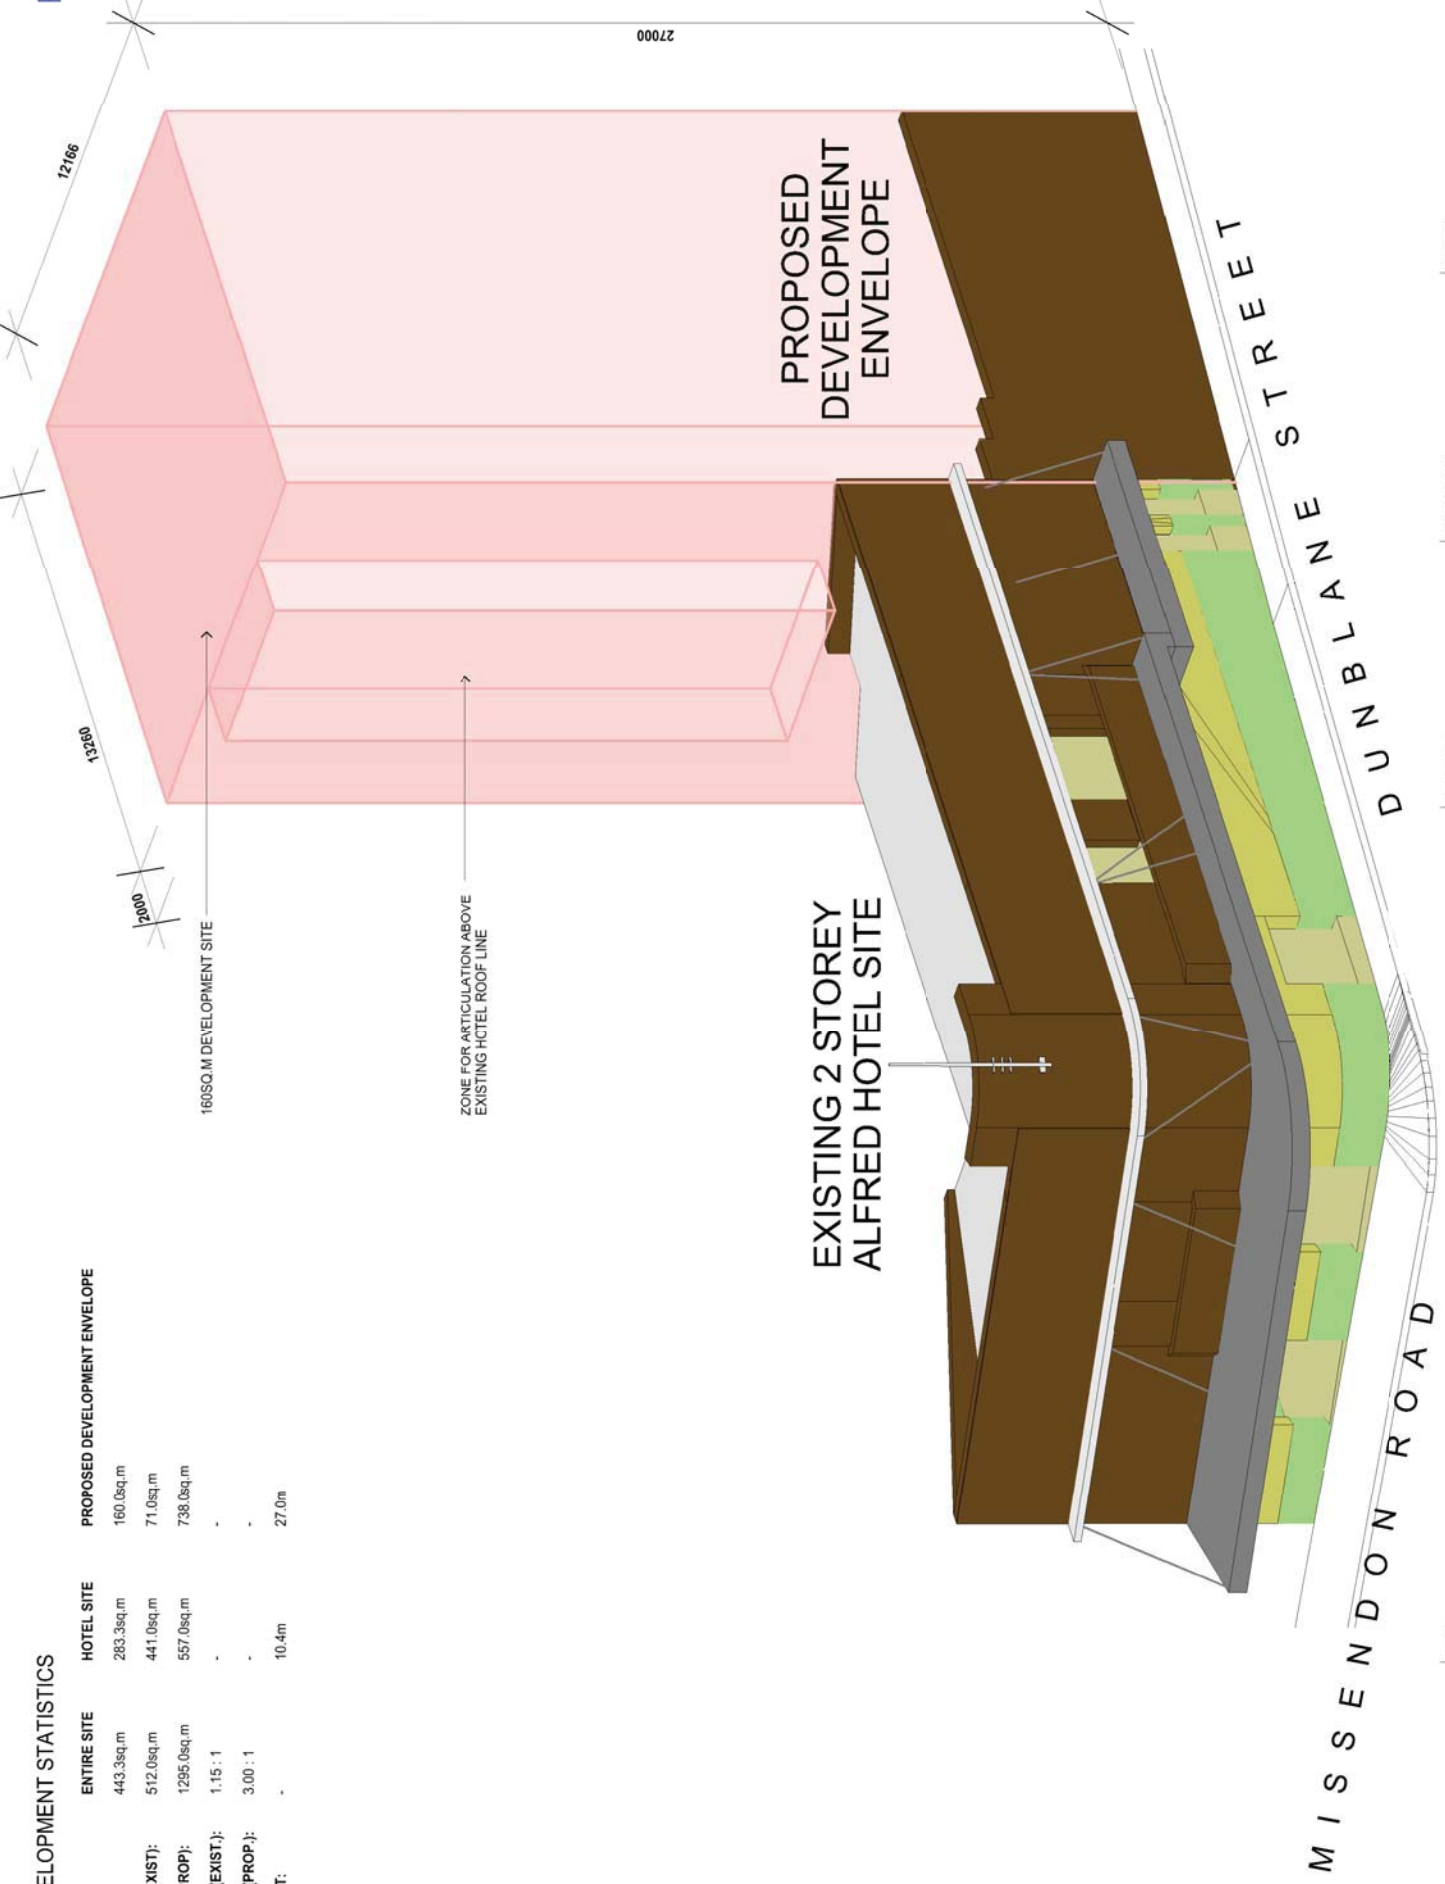 ELOPMENT STATISTICS
ENTIRE SITE HOTEL SITE PROPOSED DEVELOPMENT ENVELOPE
443.3sq.m 283.3sq.m 160.0sq.m
XIST): 512.0sq.m 441.0sq.m 71.0sq.m
ROP): 1295.0sq.m 557.0sq.m 738.0sq.m
EXIST.): 1.15 : 1 - -
PROP.): 3.00 : 1 - -
T: - 10.4m 27.0m
2000
13260
12166
27000
160SQ.M DEVELOPMENT SITE
ZONE FOR ARTICULATION ABOVE
EXISTING HOTEL ROOF LINE
PROPOSED
DEVELOPMENT
ENVELOPE
EXISTING 2 STOREY
ALFRED HOTEL SITE
MISSENDON ROAD
DUNBLANE STREET